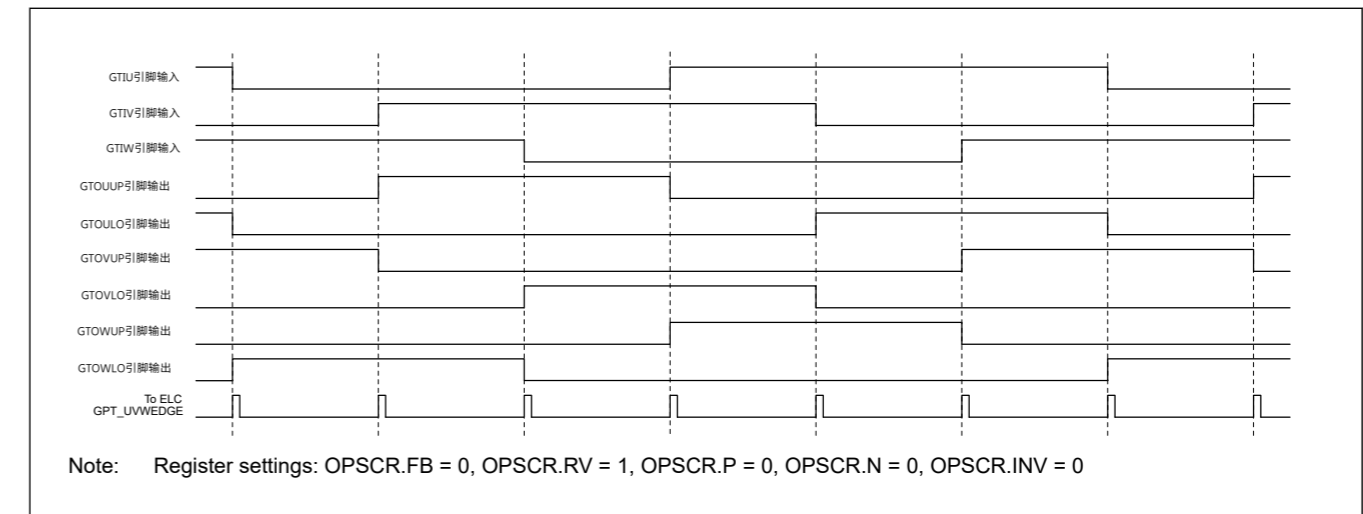 GTIU引脚输入
GTIV引脚输入
GTIW引脚输入
GTOUUP引脚输出
GTOULO引脚输出
GTOVUP引脚输出
GTOVLO引脚输出
GTOWUP引脚输出
GTOWLO引脚输出
To ELC
GPT_UVWEDGE
Note: Register settings: OPSCR.FB = 0, OPSCR.RV = 1, OPSCR.P = 0, OPSCR.N = 0, OPSCR.INV = 0